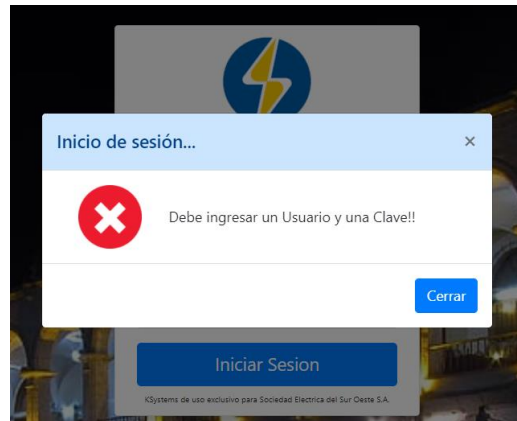 Inicio de sesión...
×
Debe ingresar un Usuario y una Clave!!
Cerrar
Iniciar Sesion
KSystems de uso exclusivo para Sociedad Electrica del Sur Oeste S.A.